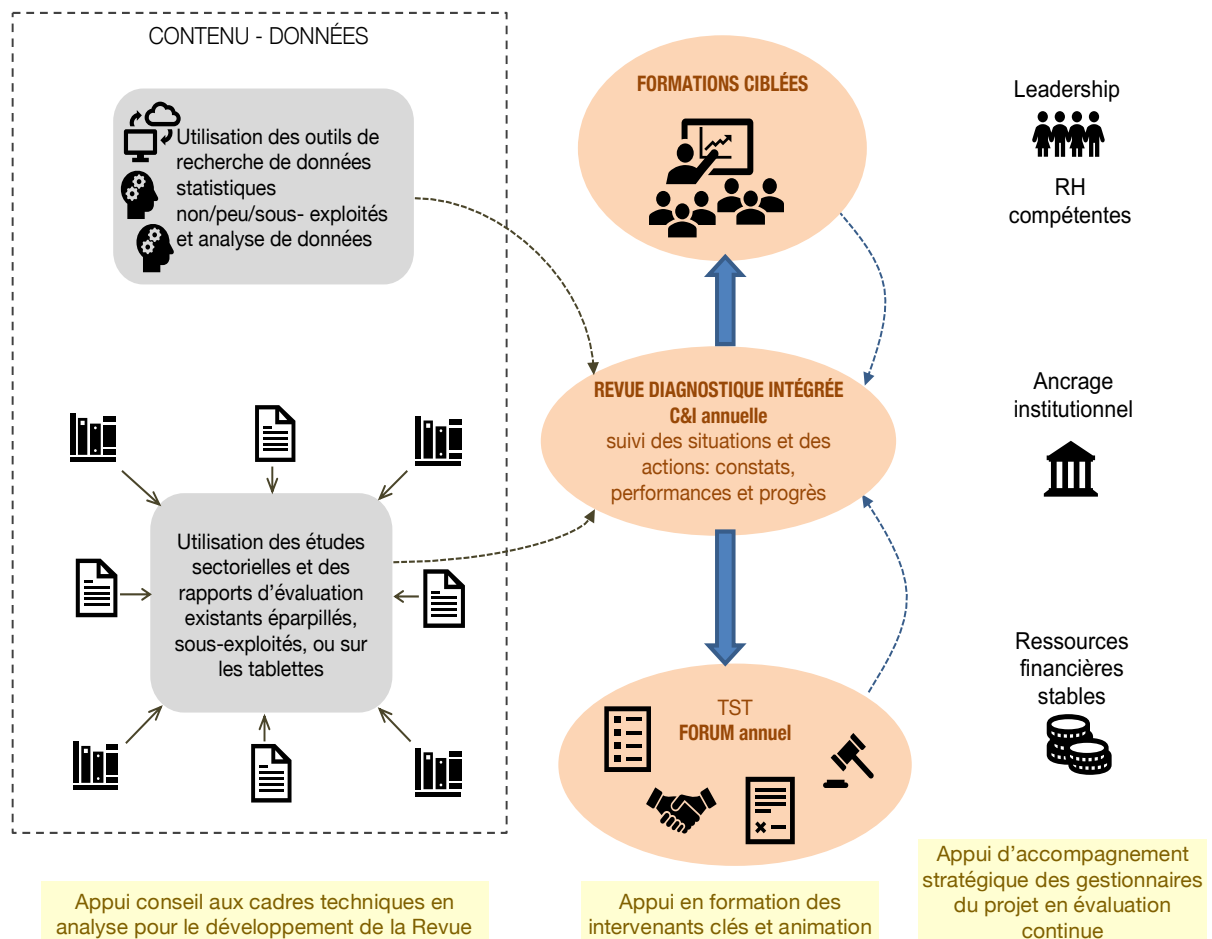 CONTENU - DONNÉES
Utilisation des outils de
recherche de données
statistiques
non/peu/sous- exploités
et analyse de données
Utilisation des études
sectorielles et des
rapports d'évaluation
existants éparpillés,
sous-exploités, ou sur
les tablettes
Appui conseil aux cadres techniques en
analyse pour le développement de la Revue
FORMATIONS CIBLÉES
REVUE DIAGNOSTIQUE INTÉGRÉE
C&I annuelle
suivi des situations et des
actions: constats,
performances et progrès
TST
FORUM annuel
Appui en formation des
intervenants clés et animation
Leadership
RH
compétentes
Ancrage
institutionnel
Ressources
financières
stables
Appui d'accompagnement
stratégique des gestionnaires
du projet en évaluation
continue